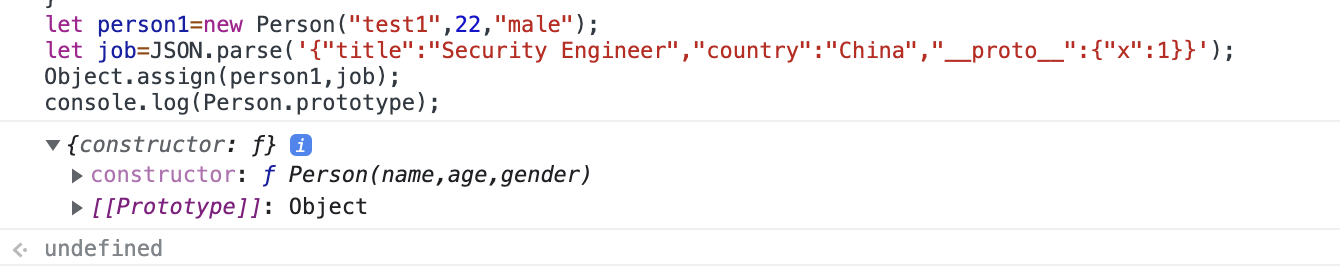 }
let person1=new Person("test1",22,"male");
let job=JSON.parse('{"title":"Security Engineer","country":"China","__proto__":{"x":1}}');
Object.assign(person1,job);
console.log(Person.prototype);
{constructor: ƒ} i
constructor: ƒ Person(name,age,gender)
[[Prototype]]: Object
undefined